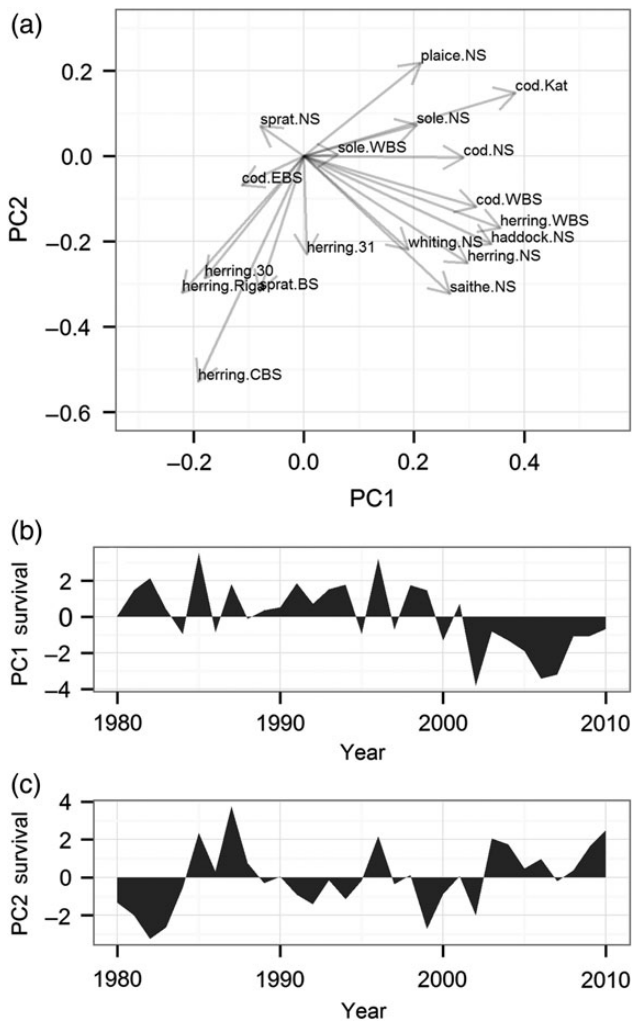 (a)
0.2
0.0
−0.2
−0.4
−0.6
PC2
plaice.NS
cod.Kat
sprat.NS
sole.NS
sole.WBS
cod.NS
cod.EBS
cod.WBS
herring.WBS
haddock.NS
whiting.NS
herring.31
herring.NS
herring.30
herring.Riga
sprat.BS
saithe.NS
herring.CBS
−0.2 0.0 0.2 0.4
PC1
(b)
PC1 survival
2
0
−2
−4
1980 1990 2000 2010
Year
(c)
PC2 survival
4
2
0
−2
1980 1990 2000 2010
Year